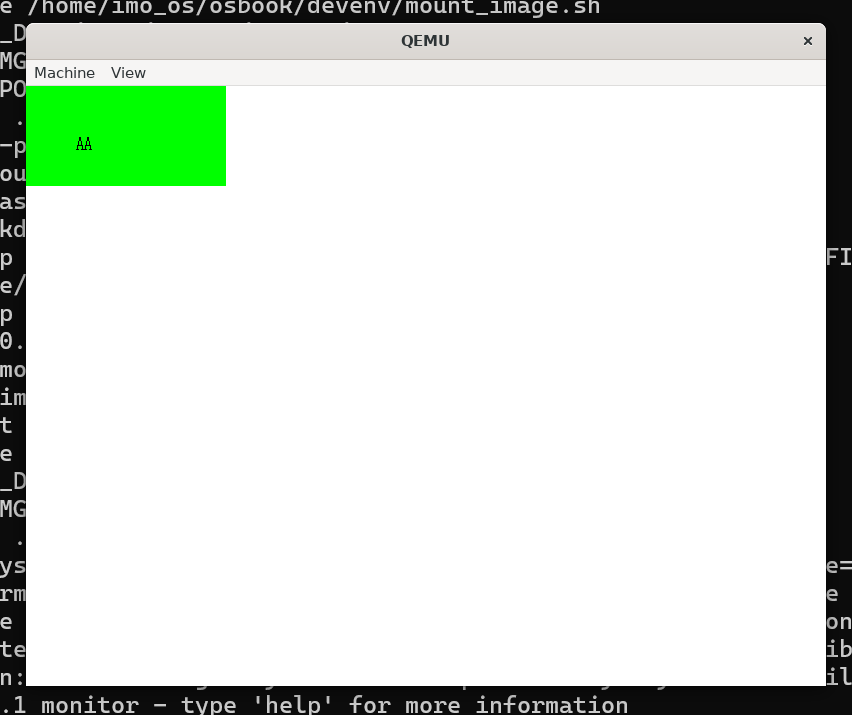 e /home/imo_os/osbook/devenv/mount_image.sh
_D
QEMU
×
MG
Machine View
PO
.
AA
-p
ou
as
kd
p
FI
e/
p
0.
mo
im
t
e
_D
MG
.
ys
e=
rm
e
e
on
te
ib
n:
il
.1 monitor - type 'help' for more information